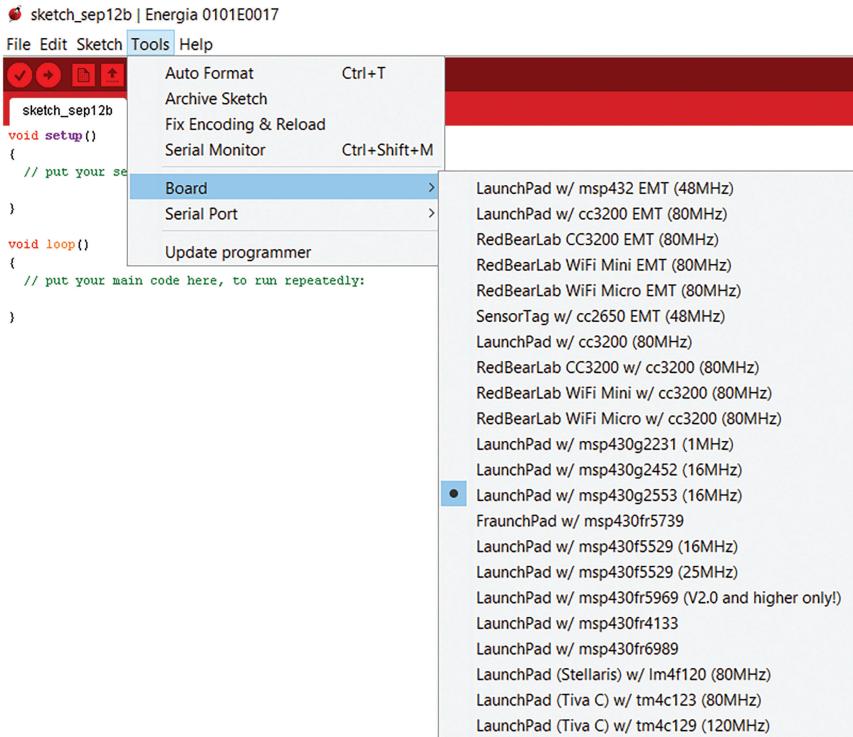 sketch_sep12b | Energia 0101E0017
File Edit Sketch Tools Help
Auto Format Ctrl+T
Archive Sketch
Fix Encoding & Reload
Serial Monitor Ctrl+Shift+M
Board
Serial Port
Update programmer
sketch_sep12b
void setup()
{
// put your se
}
void loop()
{
// put your main code here, to run repeatedly:
}
LaunchPad w/ msp432 EMT (48MHz)
LaunchPad w/ cc3200 EMT (80MHz)
RedBearLab CC3200 EMT (80MHz)
RedBearLab WiFi Mini EMT (80MHz)
RedBearLab WiFi Micro EMT (80MHz)
SensorTag w/ cc2650 EMT (48MHz)
LaunchPad w/ cc3200 (80MHz)
RedBearLab CC3200 w/ cc3200 (80MHz)
RedBearLab WiFi Mini w/ cc3200 (80MHz)
RedBearLab WiFi Micro w/ cc3200 (80MHz)
LaunchPad w/ msp430g2231 (1MHz)
LaunchPad w/ msp430g2452 (16MHz)
LaunchPad w/ msp430g2553 (16MHz)
FraunchPad w/ msp430fr5739
LaunchPad w/ msp430f5529 (16MHz)
LaunchPad w/ msp430f5529 (25MHz)
LaunchPad w/ msp430fr5969 (V2.0 and higher only!)
LaunchPad w/ msp430fr4133
LaunchPad w/ msp430fr6989
LaunchPad (Stellaris) w/ lm4f120 (80MHz)
LaunchPad (Tiva C) w/ tm4c123 (80MHz)
LaunchPad (Tiva C) w/ tm4c129 (120MHz)